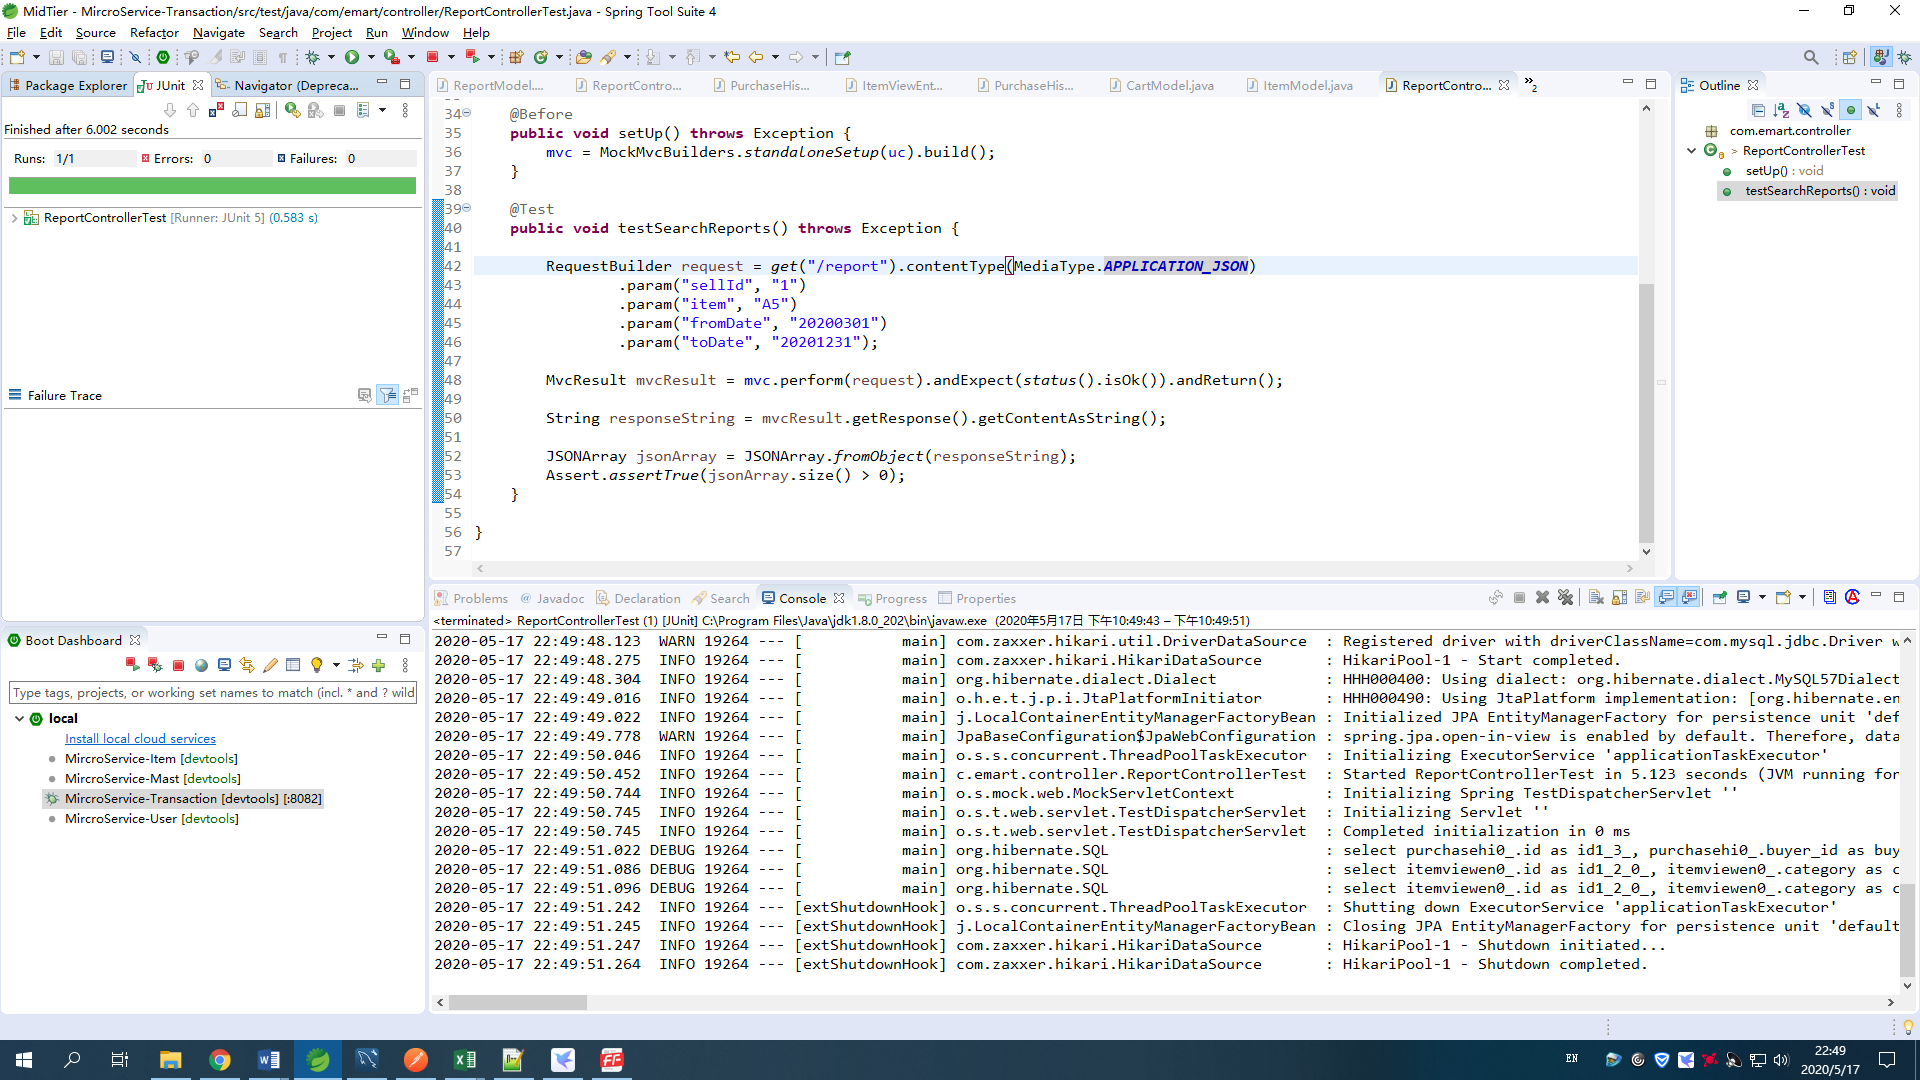 MidTier - MircroService-Transaction/src/test/java/com/emart/controller/ReportControllerTest.java - Spring Tool Suite 4
File Edit Source Refactor Navigate Search Project Run Window Help
Package Explorer JUnit Navigator (Depreca...
Finished after 6.002 seconds
Runs: 1/1 Errors: 0 Failures: 0
ReportControllerTest [Runner: JUnit 5] (0.583 s)
Failure Trace
ReportModel.... ReportContro... PurchaseHis... ItemViewEnt... PurchaseHis... CartModel.java ItemModel.java ReportContro... »2
34 @Before
35 public void setUp() throws Exception {
36 mvc = MockMvcBuilders.standaloneSetup(uc).build();
37 }
38
39 @Test
40 public void testSearchReports() throws Exception {
41
42 RequestBuilder request = get("/report").contentType(MediaType.APPLICATION_JSON)
43 .param("sellId", "1")
44 .param("item", "A5")
45 .param("fromDate", "20200301")
46 .param("toDate", "20201231");
47
48 MvcResult mvcResult = mvc.perform(request).andExpect(status().isOk()).andReturn();
49
50 String responseString = mvcResult.getResponse().getContentAsString();
51
52 JSONArray jsonArray = JSONArray.fromObject(responseString);
53 Assert.assertTrue(jsonArray.size() > 0);
54 }
55
56 }
57
Outline
com.emart.controller
> ReportControllerTest
setUp() : void
testSearchReports() : void
Boot Dashboard
Type tags, projects, or working set names to match (incl. * and ? wild
local
Install local cloud services
MircroService-Item [devtools]
MircroService-Mast [devtools]
MircroService-Transaction [devtools] [:8082]
MircroService-User [devtools]
Problems @ Javadoc Declaration Search Console Progress Properties
<terminated> ReportControllerTest (1) [JUnit] C:\Program Files\Java\jdk1.8.0_202\bin\javaw.exe (2020年5月17日 下午10:49:43 – 下午10:49:51)
2020-05-17 22:49:48.123 WARN 19264 --- [ main] com.zaxxer.hikari.util.DriverDataSource : Registered driver with driverClassName=com.mysql.jdbc.Driver w
2020-05-17 22:49:48.275 INFO 19264 --- [ main] com.zaxxer.hikari.HikariDataSource : HikariPool-1 - Start completed.
2020-05-17 22:49:48.304 INFO 19264 --- [ main] org.hibernate.dialect.Dialect : HHH000400: Using dialect: org.hibernate.dialect.MySQL57Dialect
2020-05-17 22:49:49.016 INFO 19264 --- [ main] o.h.e.t.j.p.i.JtaPlatformInitiator : HHH000490: Using JtaPlatform implementation: [org.hibernate.en
2020-05-17 22:49:49.022 INFO 19264 --- [ main] j.LocalContainerEntityManagerFactoryBean : Initialized JPA EntityManagerFactory for persistence unit 'def
2020-05-17 22:49:49.778 WARN 19264 --- [ main] JpaBaseConfiguration$JpaWebConfiguration : spring.jpa.open-in-view is enabled by default. Therefore, data
2020-05-17 22:49:50.046 INFO 19264 --- [ main] o.s.s.concurrent.ThreadPoolTaskExecutor : Initializing ExecutorService 'applicationTaskExecutor'
2020-05-17 22:49:50.452 INFO 19264 --- [ main] c.emart.controller.ReportControllerTest : Started ReportControllerTest in 5.123 seconds (JVM running for
2020-05-17 22:49:50.744 INFO 19264 --- [ main] o.s.mock.web.MockServletContext : Initializing Spring TestDispatcherServlet ''
2020-05-17 22:49:50.745 INFO 19264 --- [ main] o.s.t.web.servlet.TestDispatcherServlet : Initializing Servlet ''
2020-05-17 22:49:50.745 INFO 19264 --- [ main] o.s.t.web.servlet.TestDispatcherServlet : Completed initialization in 0 ms
2020-05-17 22:49:51.022 DEBUG 19264 --- [ main] org.hibernate.SQL : select purchasehi0_.id as id1_3_, purchasehi0_.buyer_id as buy
2020-05-17 22:49:51.086 DEBUG 19264 --- [ main] org.hibernate.SQL : select itemviewen0_.id as id1_2_0_, itemviewen0_.category as c
2020-05-17 22:49:51.096 DEBUG 19264 --- [ main] org.hibernate.SQL : select itemviewen0_.id as id1_2_0_, itemviewen0_.category as c
2020-05-17 22:49:51.242 INFO 19264 --- [extShutdownHook] o.s.s.concurrent.ThreadPoolTaskExecutor : Shutting down ExecutorService 'applicationTaskExecutor'
2020-05-17 22:49:51.245 INFO 19264 --- [extShutdownHook] j.LocalContainerEntityManagerFactoryBean : Closing JPA EntityManagerFactory for persistence unit 'default
2020-05-17 22:49:51.247 INFO 19264 --- [extShutdownHook] com.zaxxer.hikari.HikariDataSource : HikariPool-1 - Shutdown initiated...
2020-05-17 22:49:51.264 INFO 19264 --- [extShutdownHook] com.zaxxer.hikari.HikariDataSource : HikariPool-1 - Shutdown completed.
EN
22:49
2020/5/17